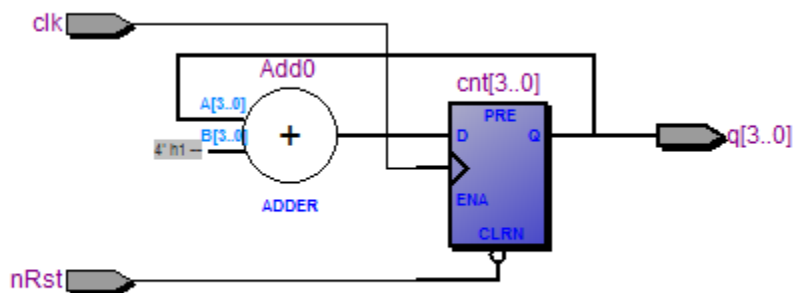 clk
Add0
cnt[3..0]
A[3..0]
B[3..0]
4' h1
+
PRE
D
Q
q[3..0]
ENA
ADDER
CLRN
nRst